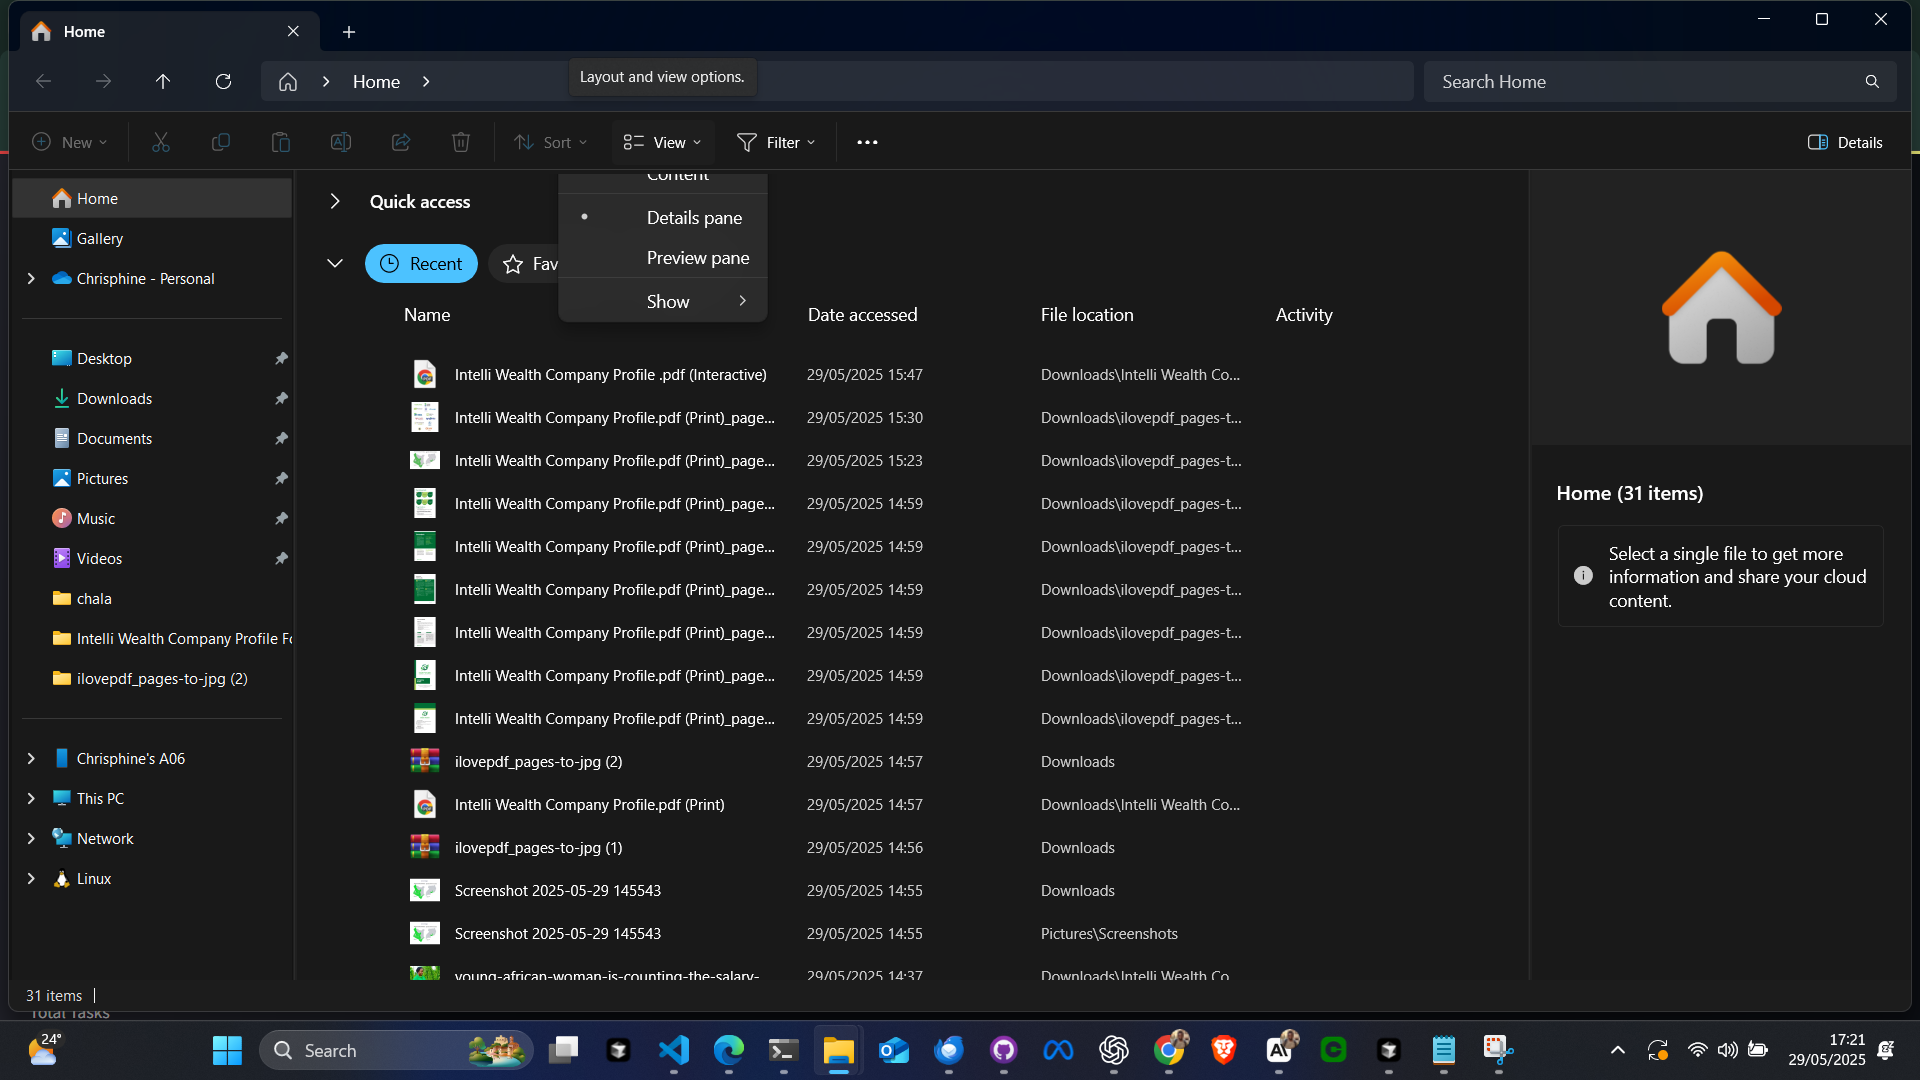 Home
Home
Layout and view options.
Search Home
New
Sort
View
Filter
Details
Home
Gallery
Chrisphine - Personal
Desktop
Downloads
Documents
Pictures
Music
Videos
chala
Intelli Wealth Company Profile Fo
ilovepdf_pages-to-jpg (2)
Chrisphine's A06
This PC
Network
Linux
Quick access
Content
Details pane
Preview pane
Show
Recent
Fav
Name Date accessed File location Activity
Intelli Wealth Company Profile .pdf (Interactive) 29/05/2025 15:47 Downloads\Intelli Wealth Co...
Intelli Wealth Company Profile.pdf (Print)_page... 29/05/2025 15:30 Downloads\ilovepdf_pages-t...
Intelli Wealth Company Profile.pdf (Print)_page... 29/05/2025 15:23 Downloads\ilovepdf_pages-t...
Intelli Wealth Company Profile.pdf (Print)_page... 29/05/2025 14:59 Downloads\ilovepdf_pages-t...
Intelli Wealth Company Profile.pdf (Print)_page... 29/05/2025 14:59 Downloads\ilovepdf_pages-t...
Intelli Wealth Company Profile.pdf (Print)_page... 29/05/2025 14:59 Downloads\ilovepdf_pages-t...
Intelli Wealth Company Profile.pdf (Print)_page... 29/05/2025 14:59 Downloads\ilovepdf_pages-t...
Intelli Wealth Company Profile.pdf (Print)_page... 29/05/2025 14:59 Downloads\ilovepdf_pages-t...
Intelli Wealth Company Profile.pdf (Print)_page... 29/05/2025 14:59 Downloads\ilovepdf_pages-t...
ilovepdf_pages-to-jpg (2) 29/05/2025 14:57 Downloads
Intelli Wealth Company Profile.pdf (Print) 29/05/2025 14:57 Downloads\Intelli Wealth Co...
ilovepdf_pages-to-jpg (1) 29/05/2025 14:56 Downloads
Screenshot 2025-05-29 145543 29/05/2025 14:55 Downloads
Screenshot 2025-05-29 145543 29/05/2025 14:55 Pictures\Screenshots
young-african-woman-is-counting-the-salary- 29/05/2025 14:37 Downloads\Intelli Wealth Co
Home (31 items)
Select a single file to get more
information and share your cloud
content.
31 items
Total Tasks
24°
Search
17:21
29/05/2025